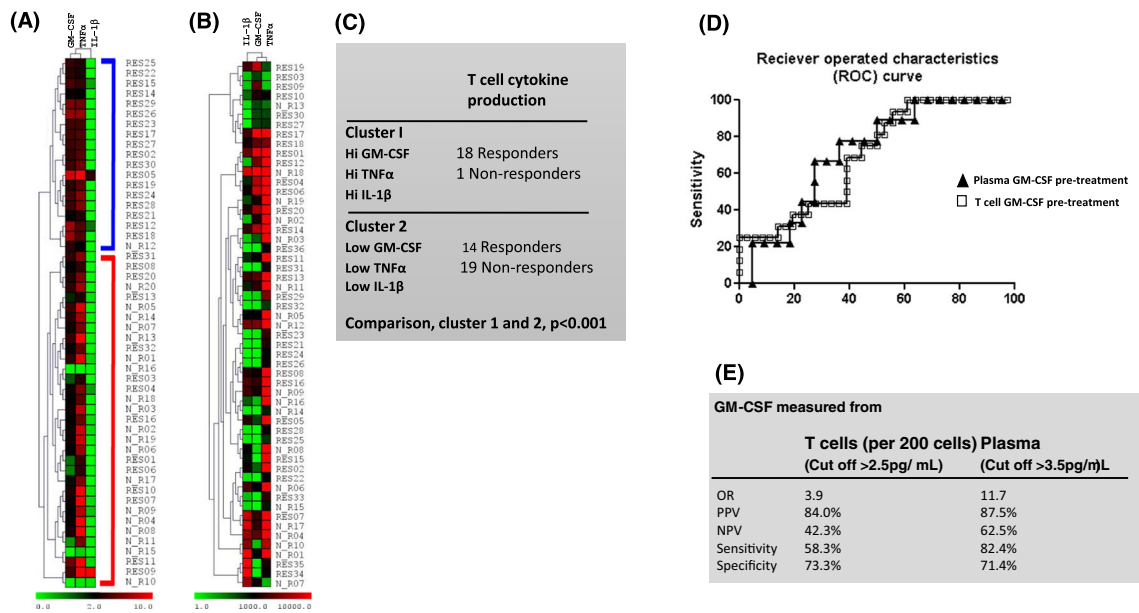 (A)
GM-CSF
TNFα
IL-1β
RES25
RES22
RES15
RES14
RES29
RES26
RES23
RES17
RES27
RES02
RES30
RES05
RES19
RES24
RES28
RES21
RES12
RES18
N_R12
RES31
RES08
RES20
N_R20
RES13
N_R05
N_R14
N_R07
N_R13
RES32
N_R01
N_R16
RES03
RES04
N_R18
N_R03
RES16
N_R02
N_R19
N_R06
RES01
RES06
N_R17
RES10
RES07
N_R09
N_R04
N_R08
N_R11
N_R15
RES11
RES09
N_R10
0.0 2.0 10.0
(B)
IL-1β
GM-CSF
TNFα
RES19
RES03
RES09
RES10
N_R13
RES30
RES27
RES17
RES18
RES01
RES12
N_R18
RES04
RES06
N_R19
RES20
N_R02
RES14
N_R03
RES36
RES11
RES31
RES13
N_R11
RES29
RES32
N_R05
N_R12
RES23
RES21
RES24
RES26
RES08
RES16
N_R09
N_R16
N_R14
RES05
RES28
RES25
N_R08
RES15
RES02
RES22
N_R06
RES33
N_R15
RES07
N_R17
N_R04
N_R10
N_R01
RES35
RES34
N_R07
1.0 1000.0 10000.0
(C)
T cell cytokine
production
Cluster I
Hi GM-CSF 18 Responders
Hi TNFα 1 Non-responders
Hi IL-1β
Cluster 2
Low GM-CSF 14 Responders
Low TNFα 19 Non-responders
Low IL-1β
Comparison, cluster 1 and 2, p<0.001
(D)
Reciever operated characteristics
(ROC) curve
Sensitivity
100
80
60
40
20
0
0 20 40 60 80 100
Plasma GM-CSF pre-treatment
T cell GM-CSF pre-treatment
(E)
GM-CSF measured from
T cells (per 200 cells) Plasma
(Cut off >2.5pg/ mL) (Cut off >3.5pg/mL)
OR 3.9 11.7
PPV 84.0% 87.5%
NPV 42.3% 62.5%
Sensitivity 58.3% 82.4%
Specificity 73.3% 71.4%